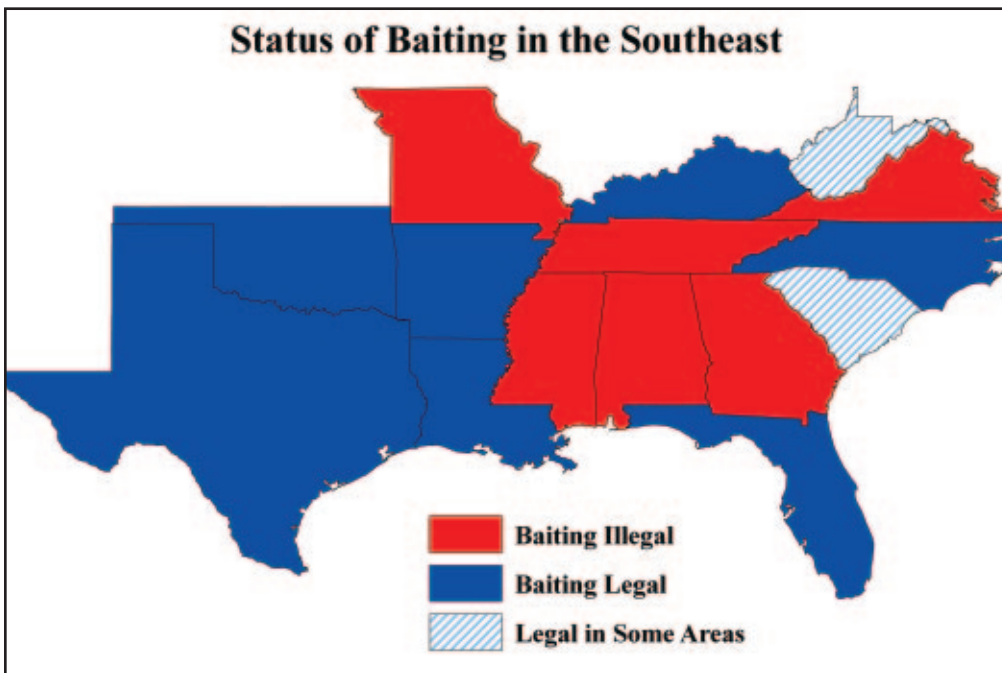 Status of Baiting in the Southeast
Baiting Illegal
Baiting Legal
Legal in Some Areas